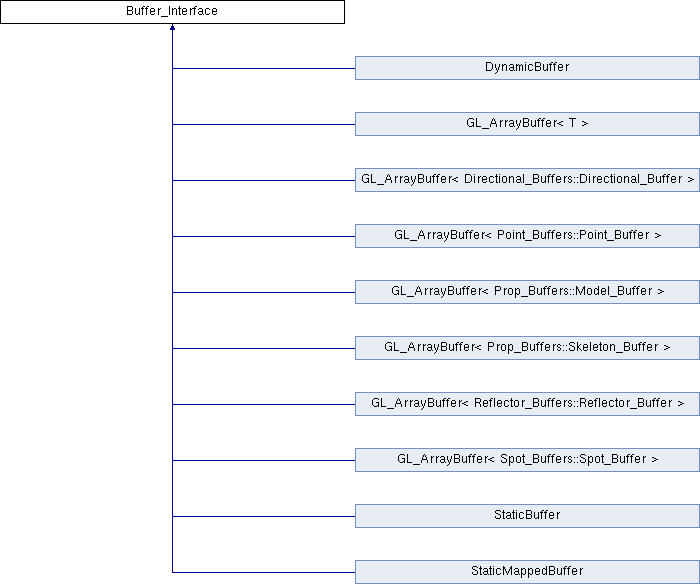 Buffer_Interface
DynamicBuffer
GL_ArrayBuffer< T >
GL_ArrayBuffer< Directional_Buffers::Directional_Buffer >
GL_ArrayBuffer< Point_Buffers::Point_Buffer >
GL_ArrayBuffer< Prop_Buffers::Model_Buffer >
GL_ArrayBuffer< Prop_Buffers::Skeleton_Buffer >
GL_ArrayBuffer< Reflector_Buffers::Reflector_Buffer >
GL_ArrayBuffer< Spot_Buffers::Spot_Buffer >
StaticBuffer
StaticMappedBuffer